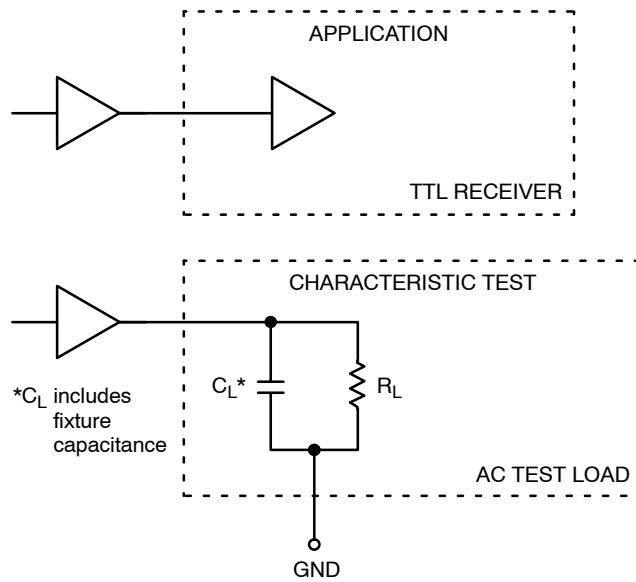 APPLICATION
TTL RECEIVER
CHARACTERISTIC TEST
*CL includes
fixture
capacitance
CL*
RL
AC TEST LOAD
GND